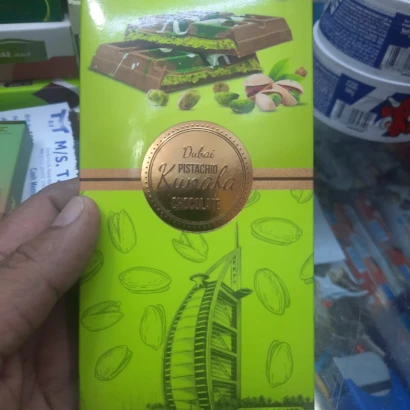 Dubai
PISTACHIO
Kunafa
CHOCOLATE
M/S. T